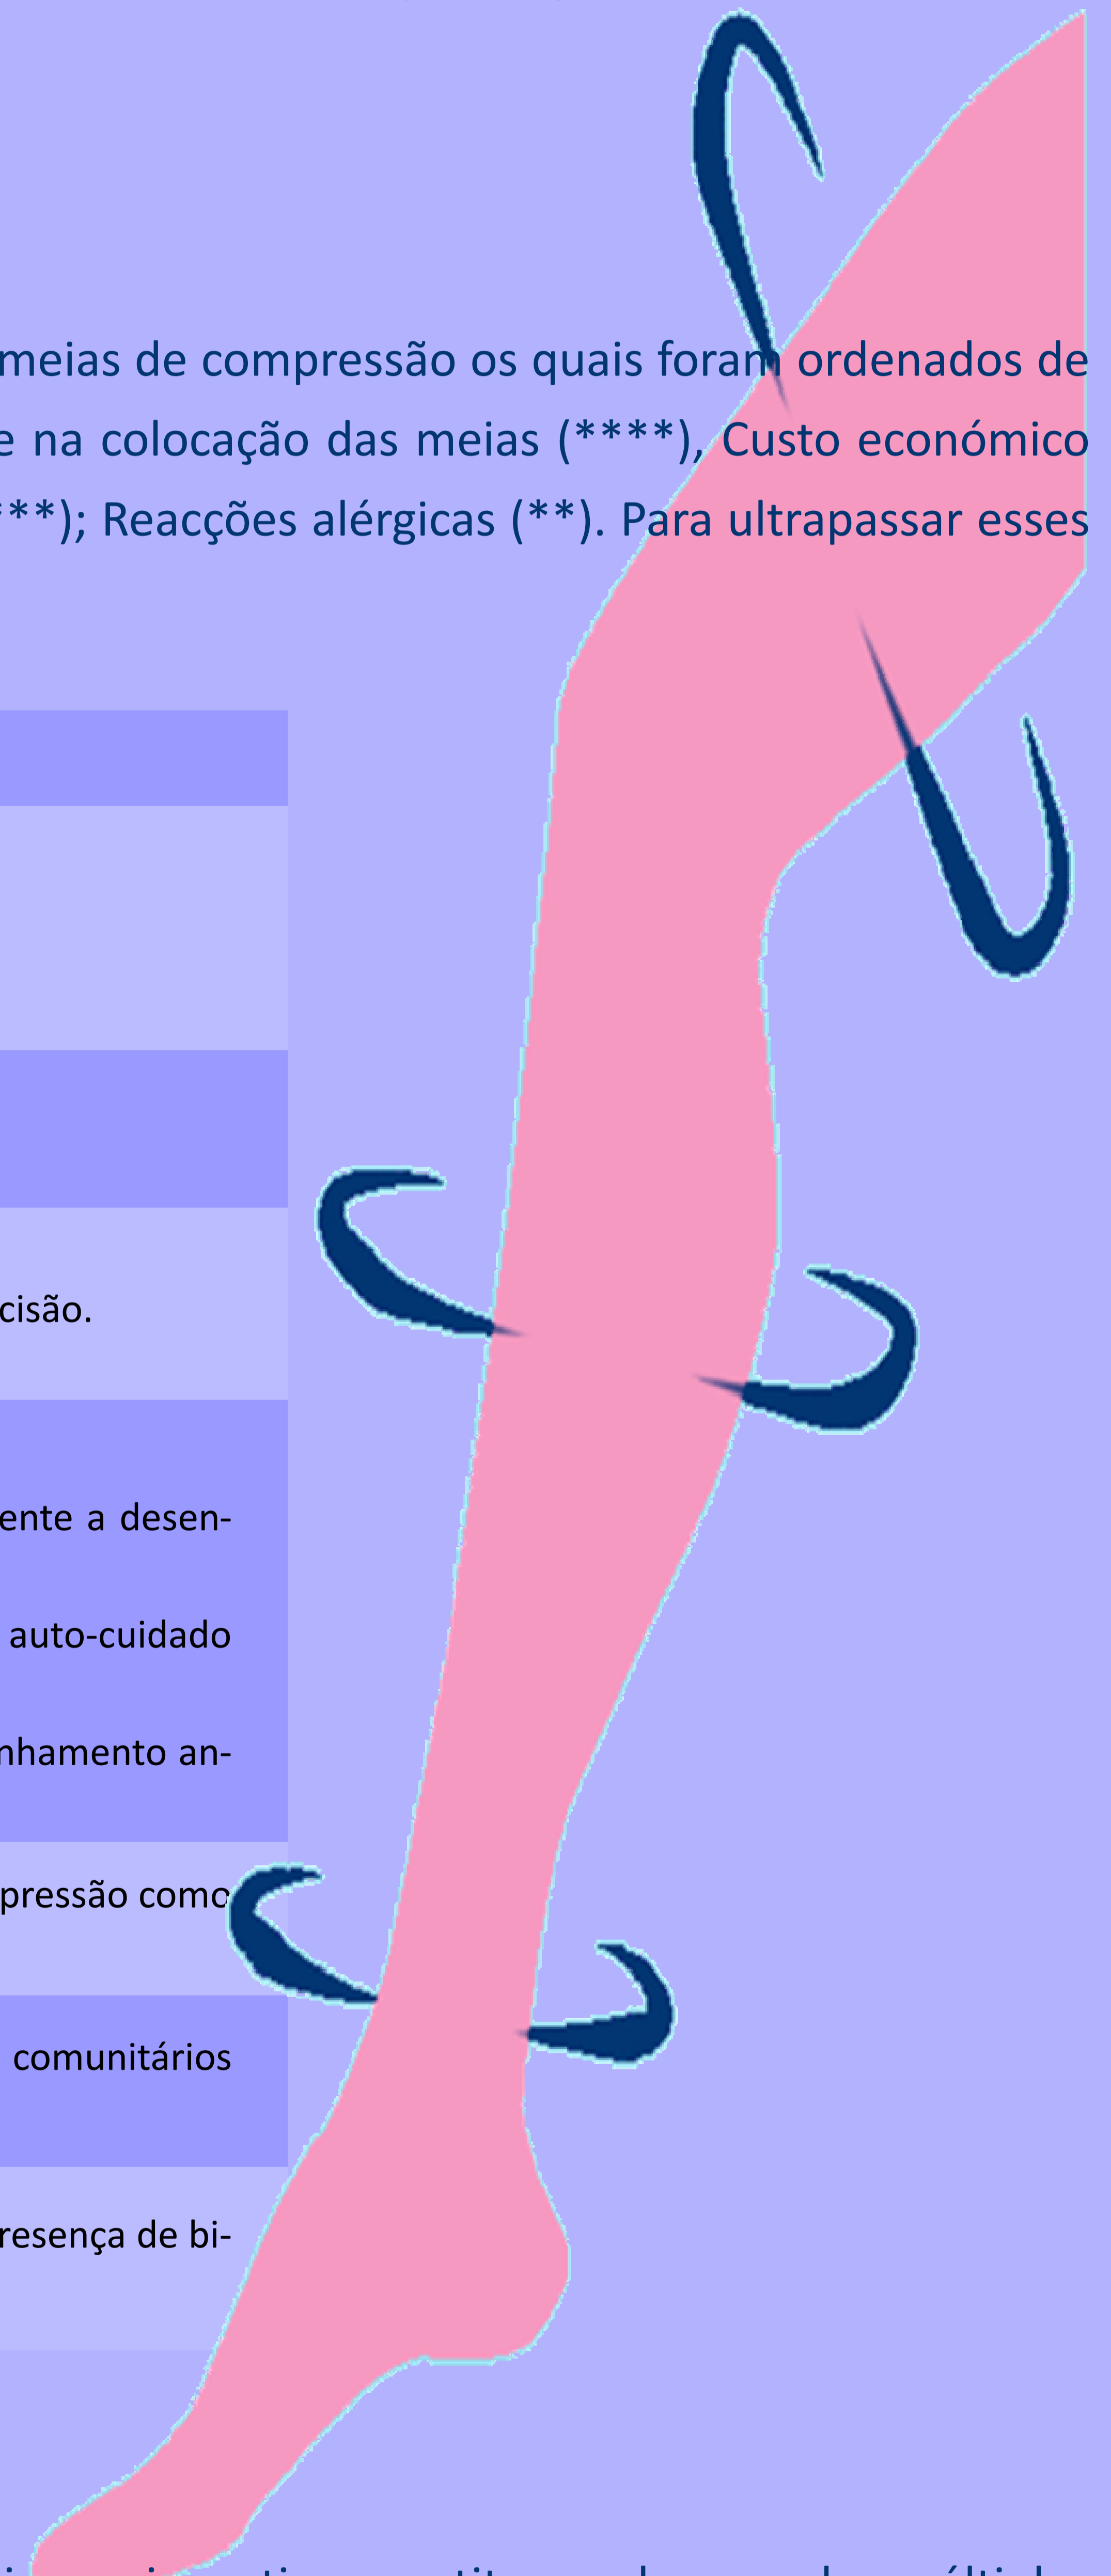 meias de compressão os quais foram ordenados de
e na colocação das meias (****), Custo económico
**); Reacções alérgicas (**). Para ultrapassar esses
cisão.
ente a desen-
auto-cuidado
nhamento an-
pressão como
comunitários
resença de bi-